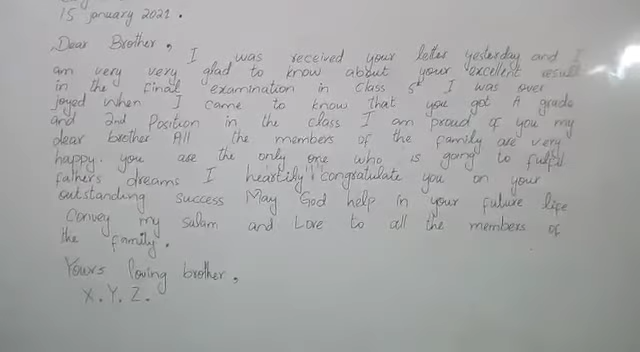 15 january 2021.
Dear Brother,
I was received your letter yesterday and I
am very very glad to know about your excellent result
in the final examination in class 5th I was over
joyed when I came to know that you got A grade
and 2nd Position in the class I am proud of you my
dear brother All the members of the family are very
happy. you are the only one who is going to fulfil
fathers dreams I heartily congratulate you on your
outstanding success May God help in your future life
Convey my salam and Love to all the members of
the family.
Yours loving brother,
X. Y. Z.